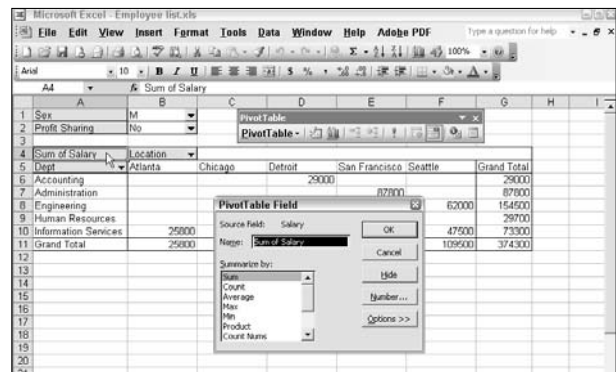 Microsoft Excel - Employee list.xls
File Edit View Insert Format Tools Data Window Help Adobe PDF Type a question for help
100%
Arial 10 B I U $ % ,
A4 fx Sum of Salary
A B C D E F G H I
1 Sex M
2 Profit Sharing No
3
4 Sum of Salary Location
5 Dept Atlanta Chicago Detroit San Francisco Seattle Grand Total
6 Accounting 29000 29000
7 Administration 87800 87800
8 Engineering 62000 154500
9 Human Resources 29700
10 Information Services 25800 47500 73300
11 Grand Total 25800 109500 374300
12
13
14
15
16
17
18
19
20
21
PivotTable
PivotTable
PivotTable Field
Source field: Salary
Name: Sum of Salary
Summarize by:
Sum
Count
Average
Max
Min
Product
Count Nums
OK
Cancel
Hide
Number...
Options >>